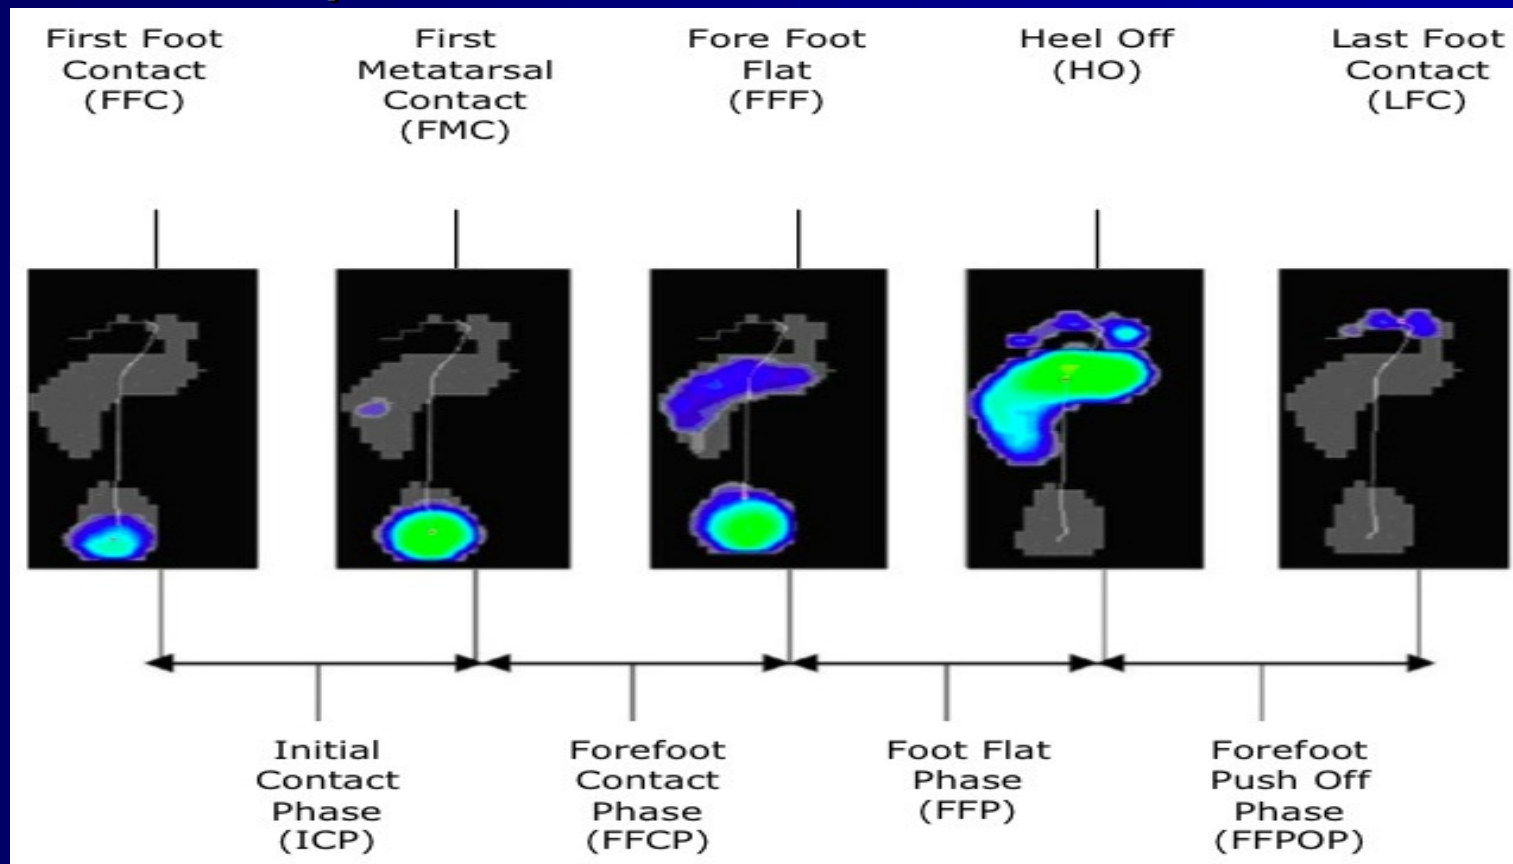 First Foot
Contact
(FFC)
First
Metatarsal
Contact
(FMC)
Fore Foot
Flat
(FFF)
Heel Off
(HO)
Last Foot
Contact
(LFC)
Initial
Contact
Phase
(ICP)
Forefoot
Contact
Phase
(FFCP)
Foot Flat
Phase
(FFP)
Forefoot
Push Off
Phase
(FFPOP)